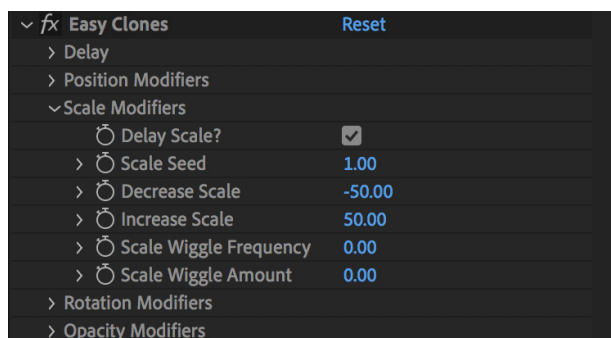 fx Easy Clones Reset
Delay
Position Modifiers
Scale Modifiers
Delay Scale?
Scale Seed 1.00
Decrease Scale -50.00
Increase Scale 50.00
Scale Wiggle Frequency 0.00
Scale Wiggle Amount 0.00
Rotation Modifiers
Opacity Modifiers